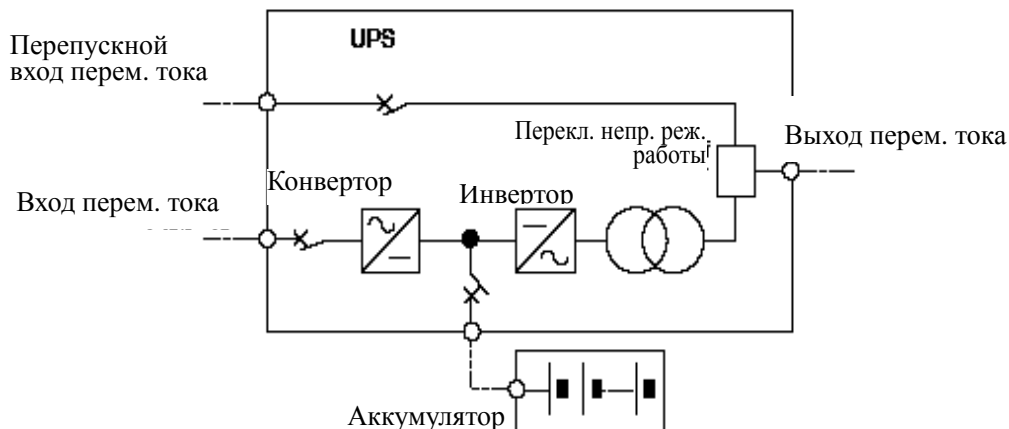 UPS
Перепускной
вход перем. тока
Перекл. непр. реж.
работы
Выход перем. тока
Конвертор
Инвертор
Вход перем. тока
Аккумулятор